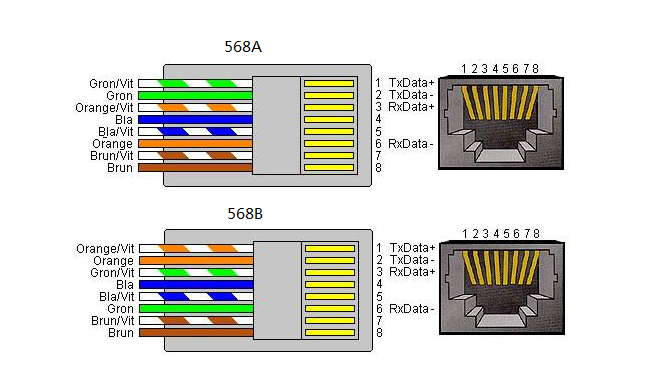 568A
Gron/Vit 1 TxData+
Gron 2 TxData-
Orange/Vit 3 RxData+
Bla 4
Bla/Vit 5
Orange 6 RxData-
Brun/Vit 7
Brun 8
1 2 3 4 5 6 7 8
568B
Orange/Vit 1 TxData+
Orange 2 TxData-
Gron/Vit 3 RxData+
Bla 4
Bla/Vit 5
Gron 6 RxData-
Brun/Vit 7
Brun 8
1 2 3 4 5 6 7 8